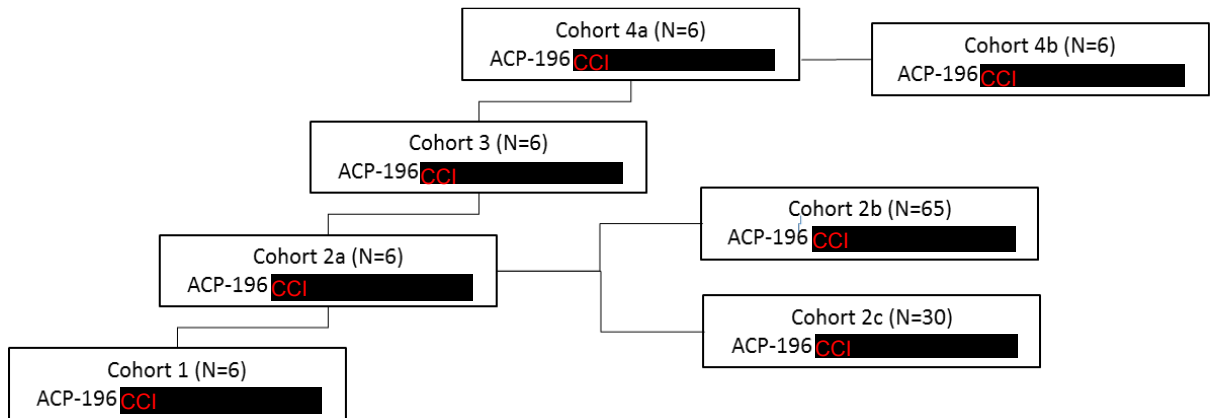 Cohort 4a (N=6)
ACP-196 CCI
Cohort 4b (N=6)
ACP-196 CCI
Cohort 3 (N=6)
ACP-196 CCI
Cohort 2b (N=65)
ACP-196 CCI
Cohort 2a (N=6)
ACP-196 CCI
Cohort 2c (N=30)
ACP-196 CCI
Cohort 1 (N=6)
ACP-196 CCI